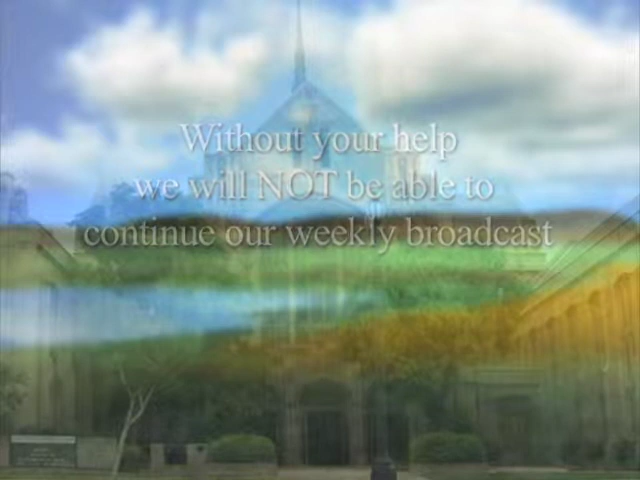 Without your help
we will NOT be able to
continue our weekly broadcast